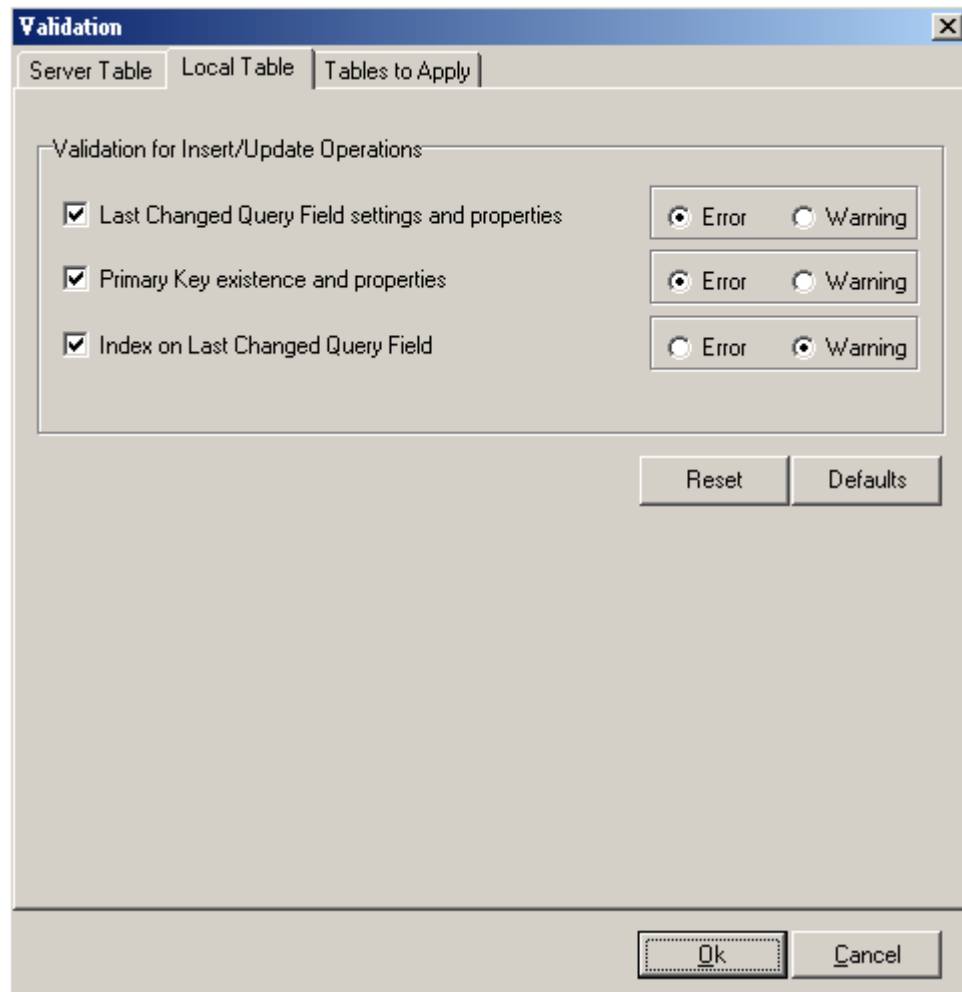 Validation
Server Table Local Table Tables to Apply
Validation for Insert/Update Operations
Last Changed Query Field settings and properties Error Warning
Primary Key existence and properties Error Warning
Index on Last Changed Query Field Error Warning
Reset Defaults
Ok Cancel